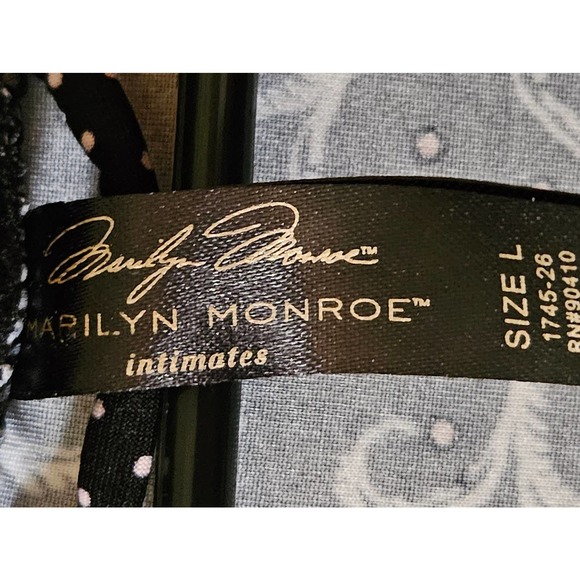 Marilyn Monroe™
MARILYN MONROE™
intimates
SIZE L
1745-26
RN#90410